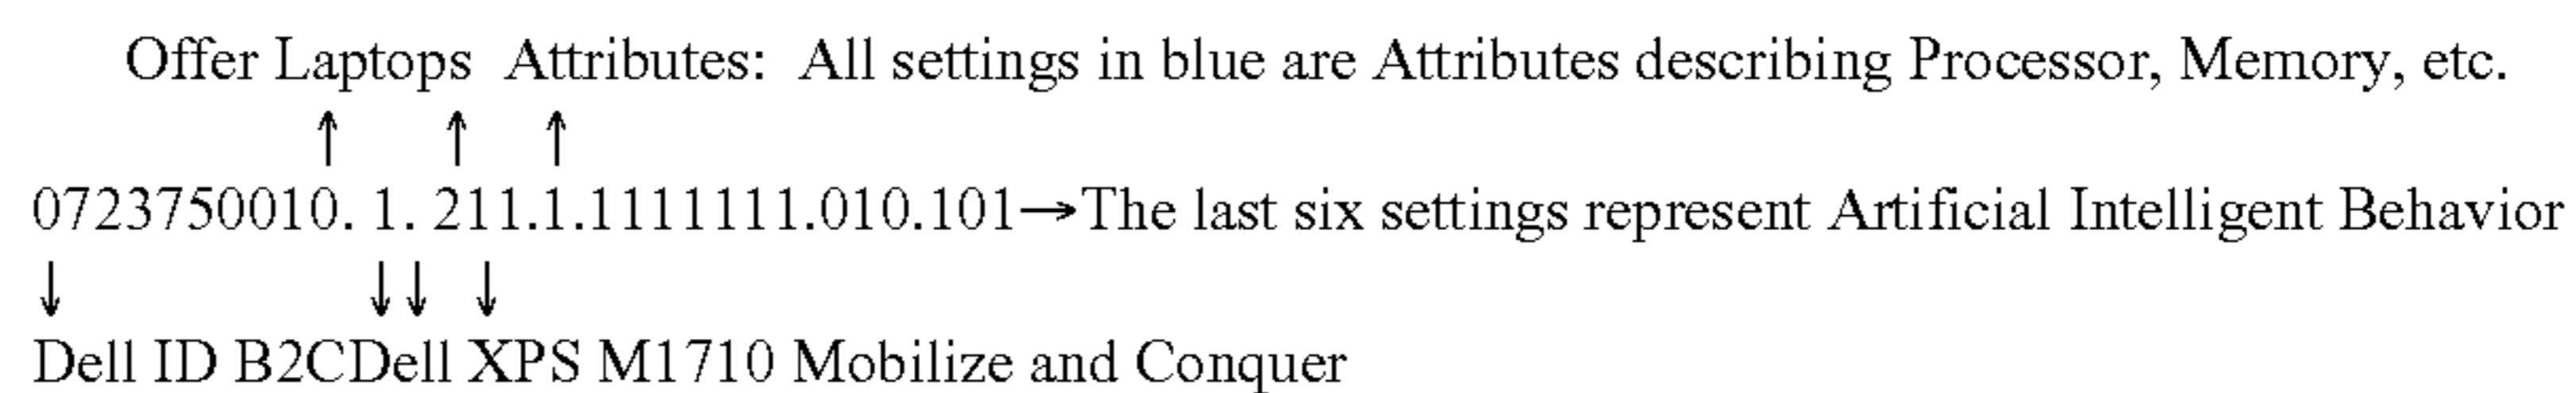 Offer Laptops Attributes: All settings in blue are Attributes describing Processor, Memory, etc.
↑ ↑ ↑
0723750010. 1. 211.1.1111111.010.101→The last six settings represent Artificial Intelligent Behavior
↓ ↓ ↓ ↓
Dell ID B2CDell XPS M1710 Mobilize and Conquer